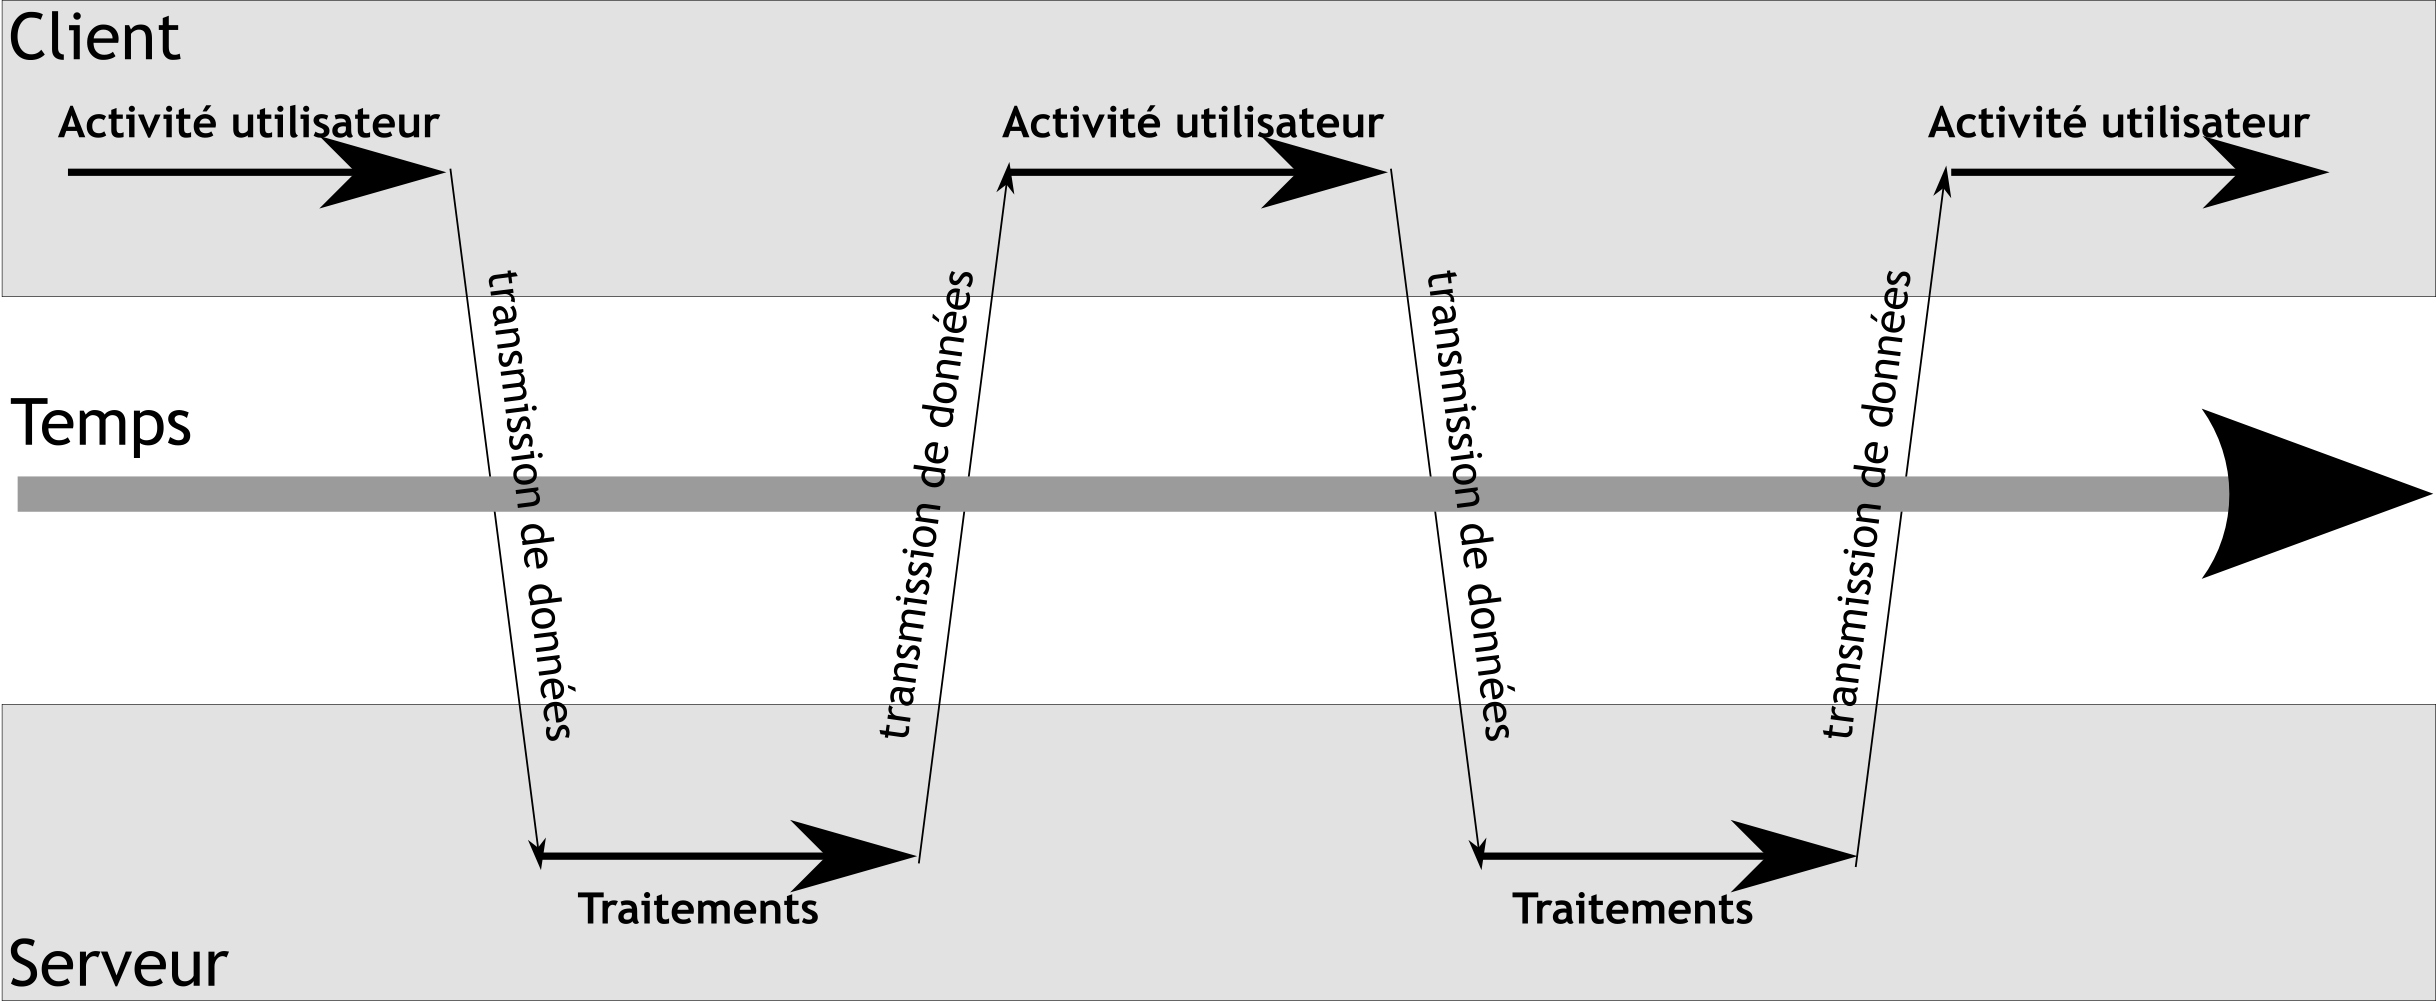 Client
Activité utilisateur
Activité utilisateur
Activité utilisateur
transmission de données
transmission de données
transmission de données
transmission de données
Temps
Traitements
Traitements
Serveur